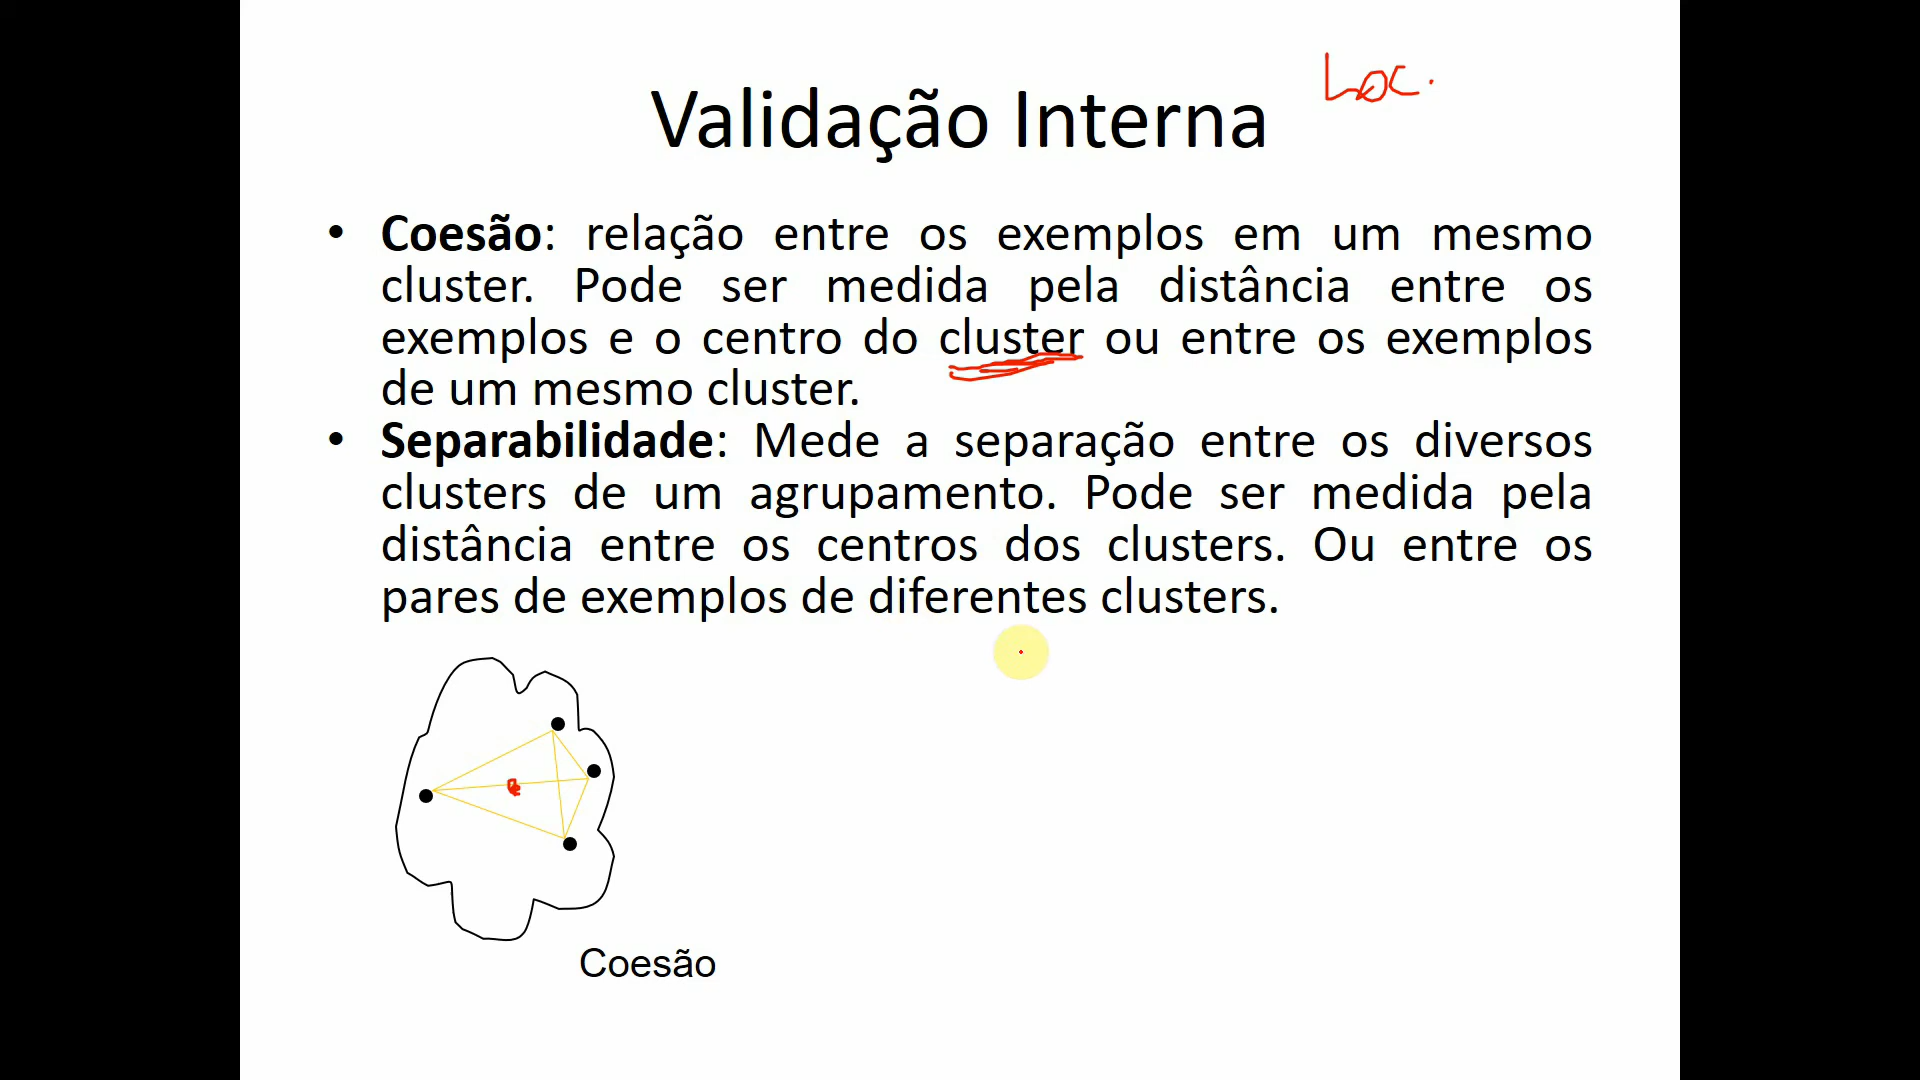 Loc.
Validação Interna
• Coesão: relação entre os exemplos em um mesmo
cluster. Pode ser medida pela distância entre os
exemplos e o centro do cluster ou entre os exemplos
de um mesmo cluster.
• Separabilidade: Mede a separação entre os diversos
clusters de um agrupamento. Pode ser medida pela
distância entre os centros dos clusters. Ou entre os
pares de exemplos de diferentes clusters.
Coesão